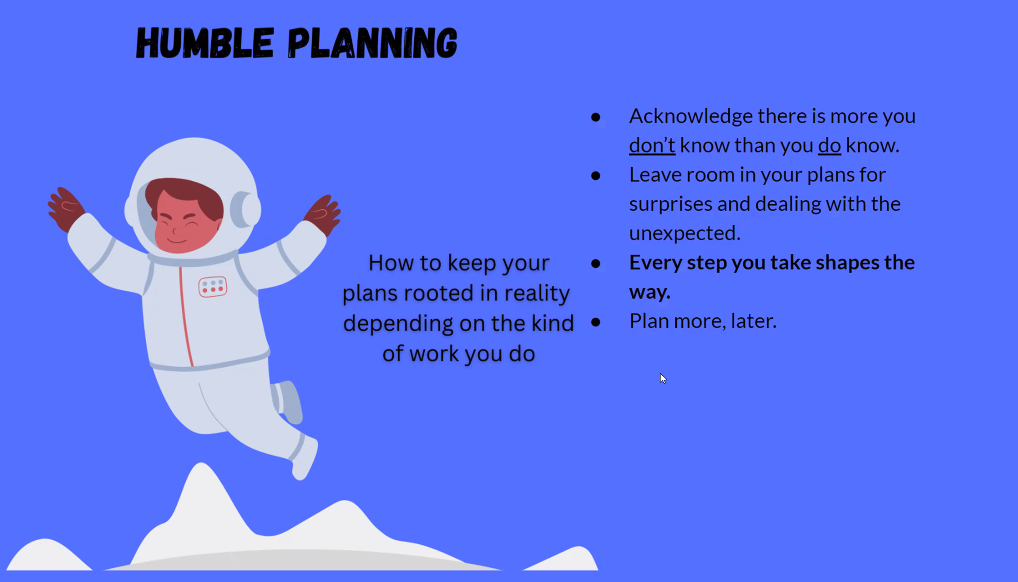 HUMBLE PLANNING
How to keep your
plans rooted in reality
depending on the kind
of work you do
● Acknowledge there is more you
don't know than you do know.
● Leave room in your plans for
surprises and dealing with the
unexpected.
● Every step you take shapes the
way.
● Plan more, later.